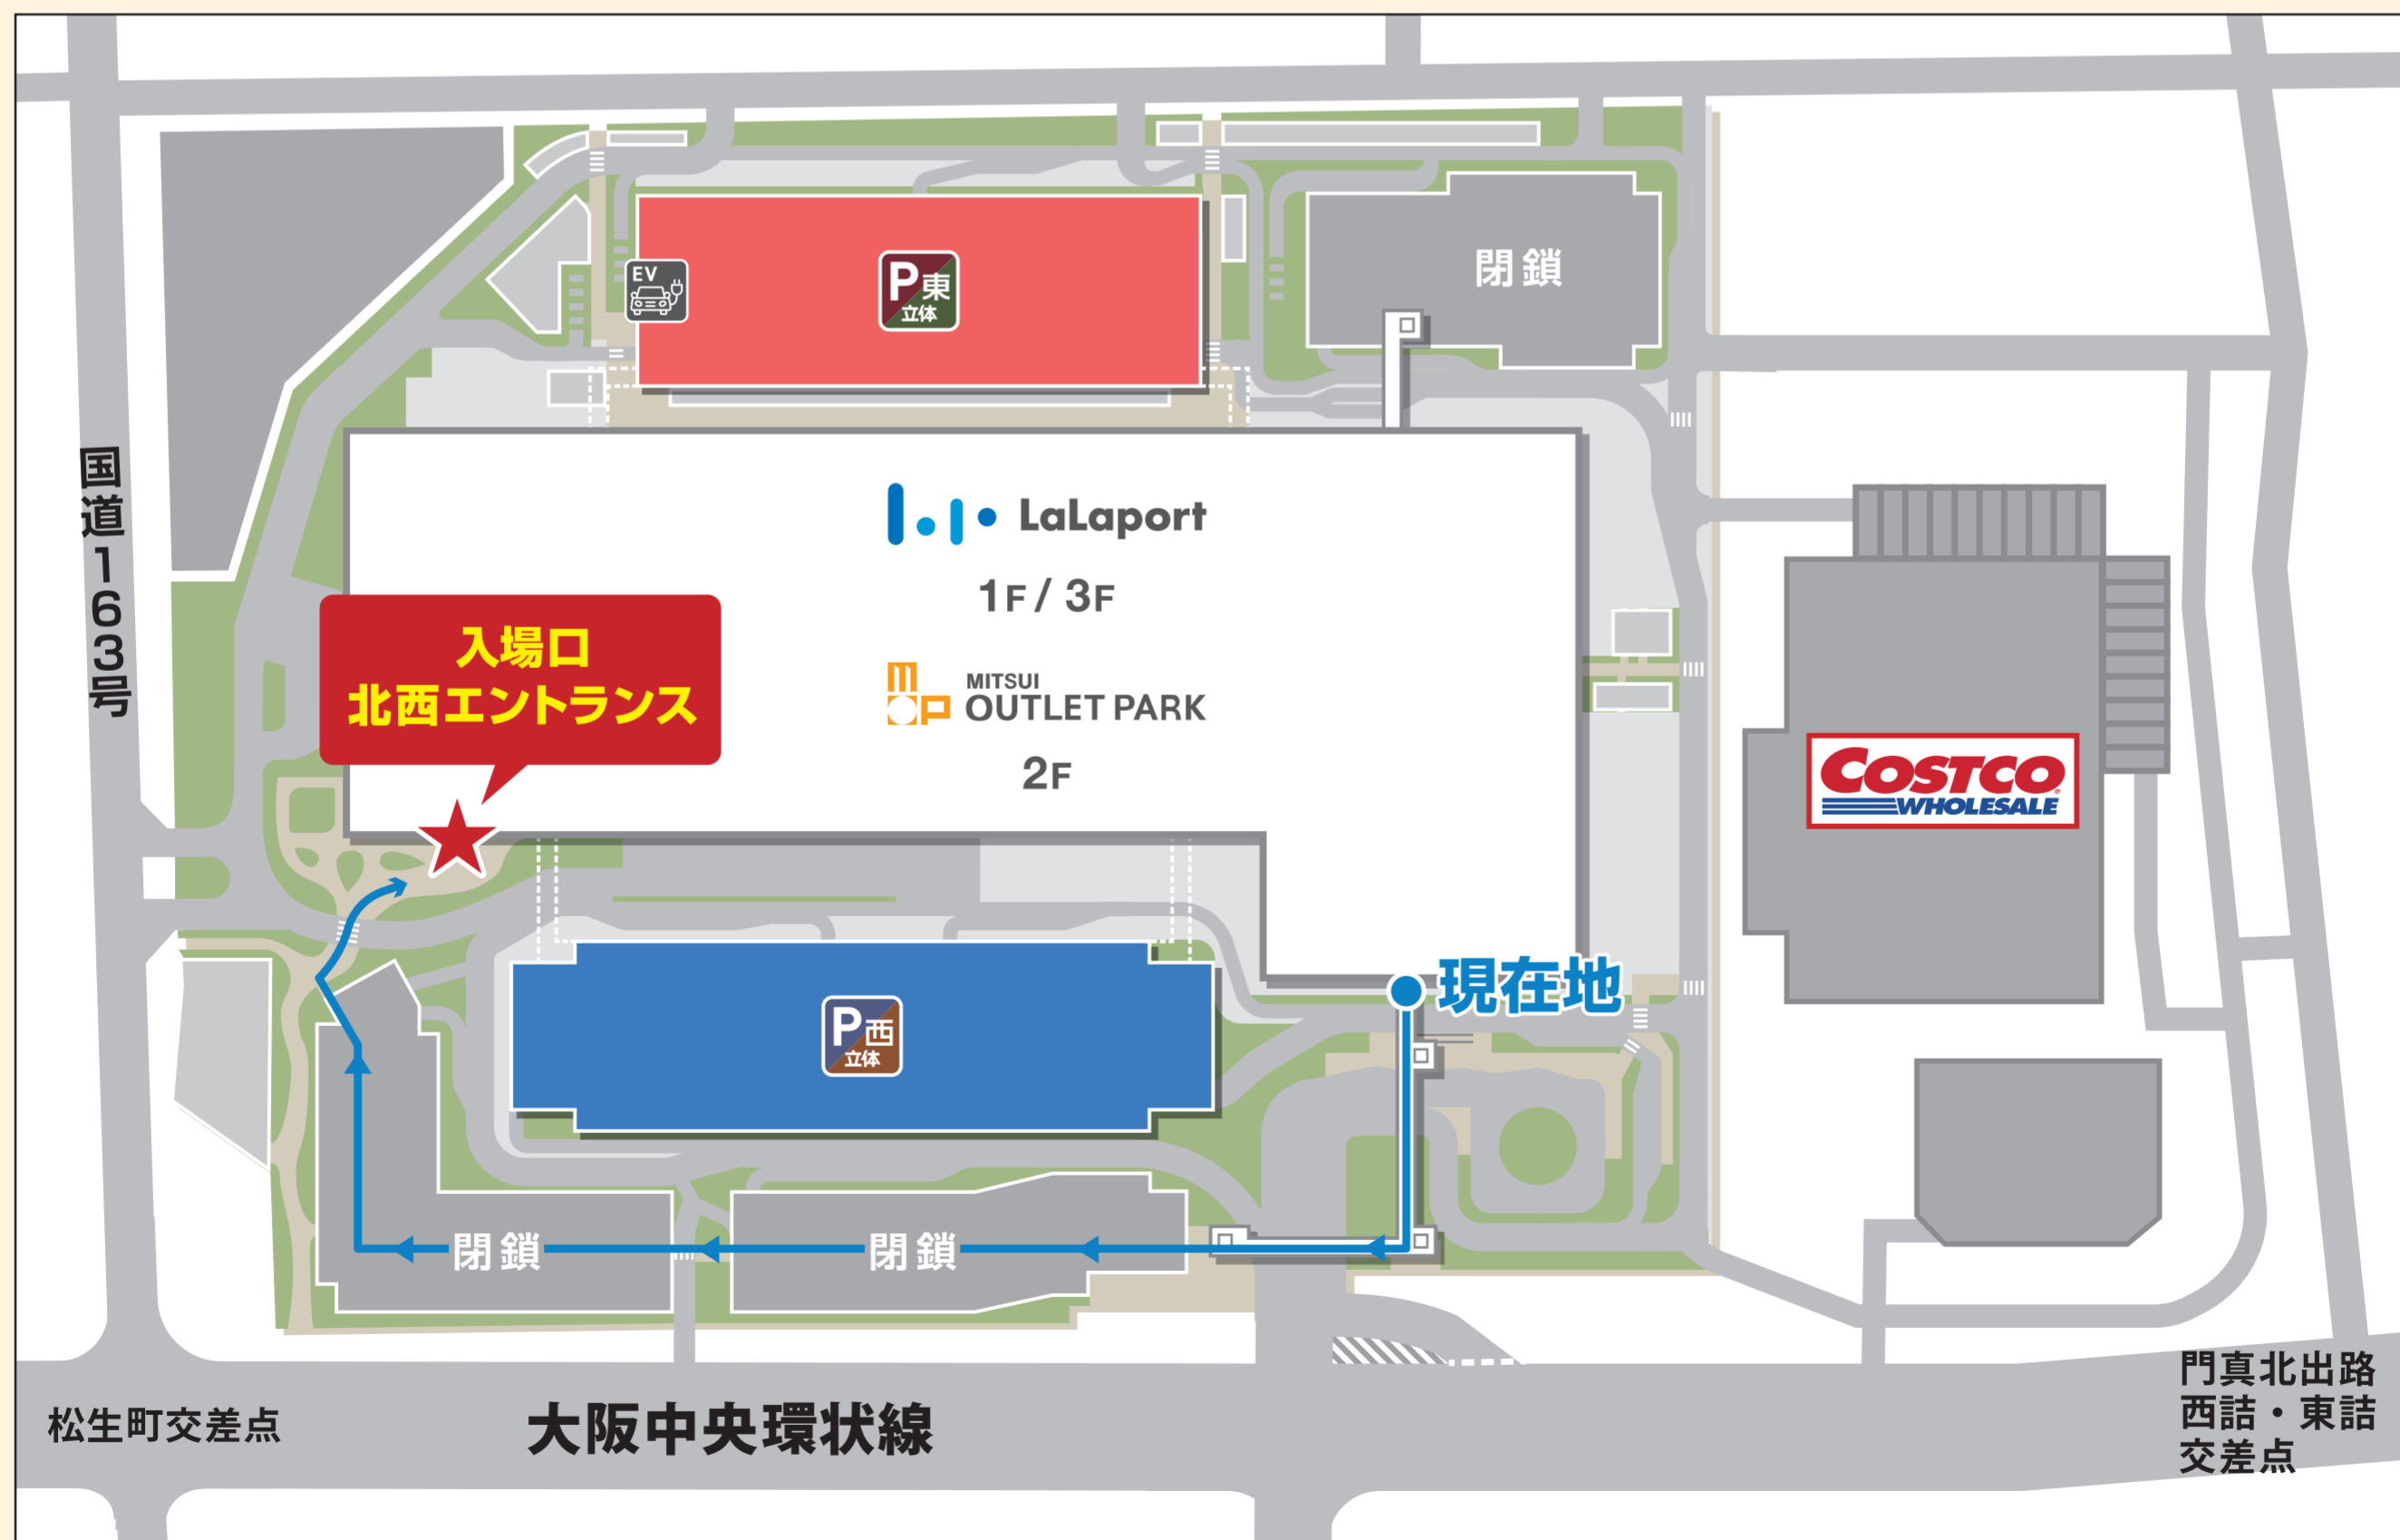 閉鎖
EV
P東
立体
国道163号
LaLaport
1F / 3F
入場口
北西エントランス
MITSUI
OUTLET PARK
2F
COSTCO
WHOLESALE
現在地
P西
立体
閉鎖
閉鎖
松生町交差点
大阪中央環状線
門真北出路
西詰・東詰
交差点